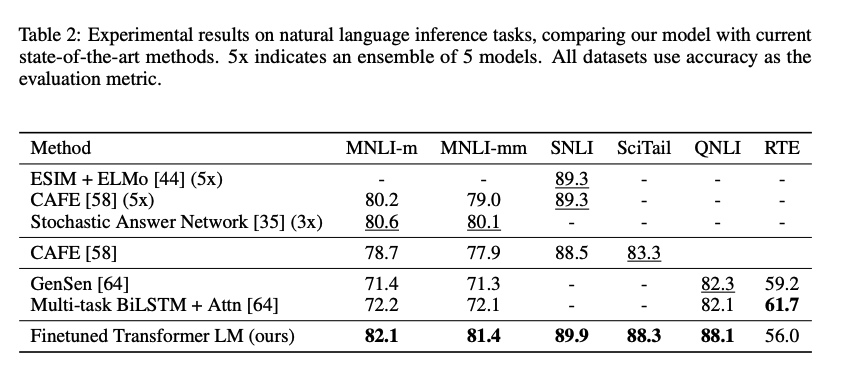 Table 2: Experimental results on natural language inference tasks, comparing our model with current
state-of-the-art methods. 5x indicates an ensemble of 5 models. All datasets use accuracy as the
evaluation metric.
Method MNLI-m MNLI-mm SNLI SciTail QNLI RTE
ESIM + ELMo [44] (5x) - - 89.3 - - -
CAFE [58] (5x) 80.2 79.0 89.3 - - -
Stochastic Answer Network [35] (3x) 80.6 80.1 - - - -
CAFE [58] 78.7 77.9 88.5 83.3
GenSen [64] 71.4 71.3 - - 82.3 59.2
Multi-task BiLSTM + Attn [64] 72.2 72.1 - - 82.1 61.7
Finetuned Transformer LM (ours) 82.1 81.4 89.9 88.3 88.1 56.0